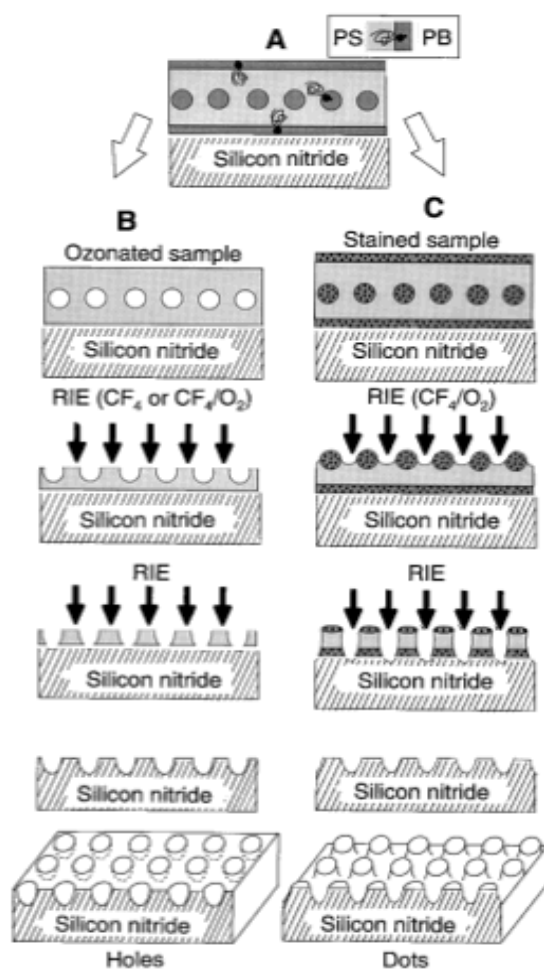 A
PS PB
Silicon nitride
B
Ozonated sample
Silicon nitride
RIE (CF₄ or CF₄/O₂)
Silicon nitride
RIE
Silicon nitride
Silicon nitride
Silicon nitride
Holes
C
Stained sample
Silicon nitride
RIE (CF₄/O₂)
Silicon nitride
RIE
Silicon nitride
Silicon nitride
Silicon nitride
Dots